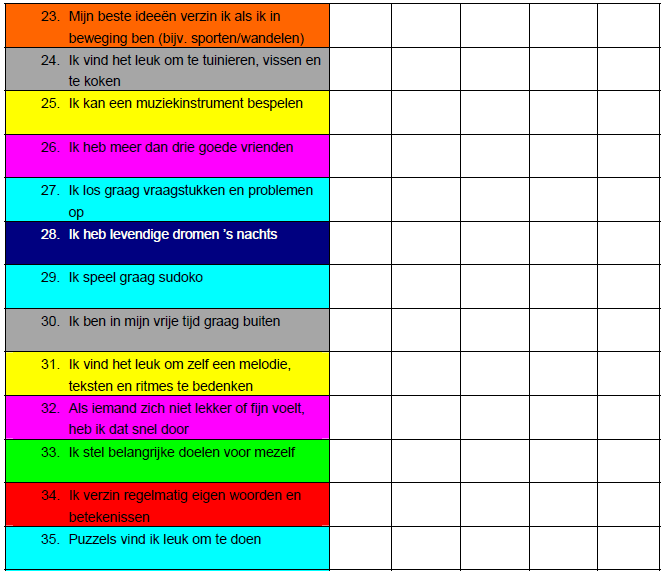 23. Mijn beste ideeën verzin ik als ik in
beweging ben (bijv. sporten/wandelen)
24. Ik vind het leuk om te tuinieren, vissen en
te koken
25. Ik kan een muziekinstrument bespelen
26. Ik heb meer dan drie goede vrienden
27. Ik los graag vraagstukken en problemen
op
28. Ik heb levendige dromen 's nachts
29. Ik speel graag sudoko
30. Ik ben in mijn vrije tijd graag buiten
31. Ik vind het leuk om zelf een melodie,
teksten en ritmes te bedenken
32. Als iemand zich niet lekker of fijn voelt,
heb ik dat snel door
33. Ik stel belangrijke doelen voor mezelf
34. Ik verzin regelmatig eigen woorden en
betekenissen
35. Puzzels vind ik leuk om te doen